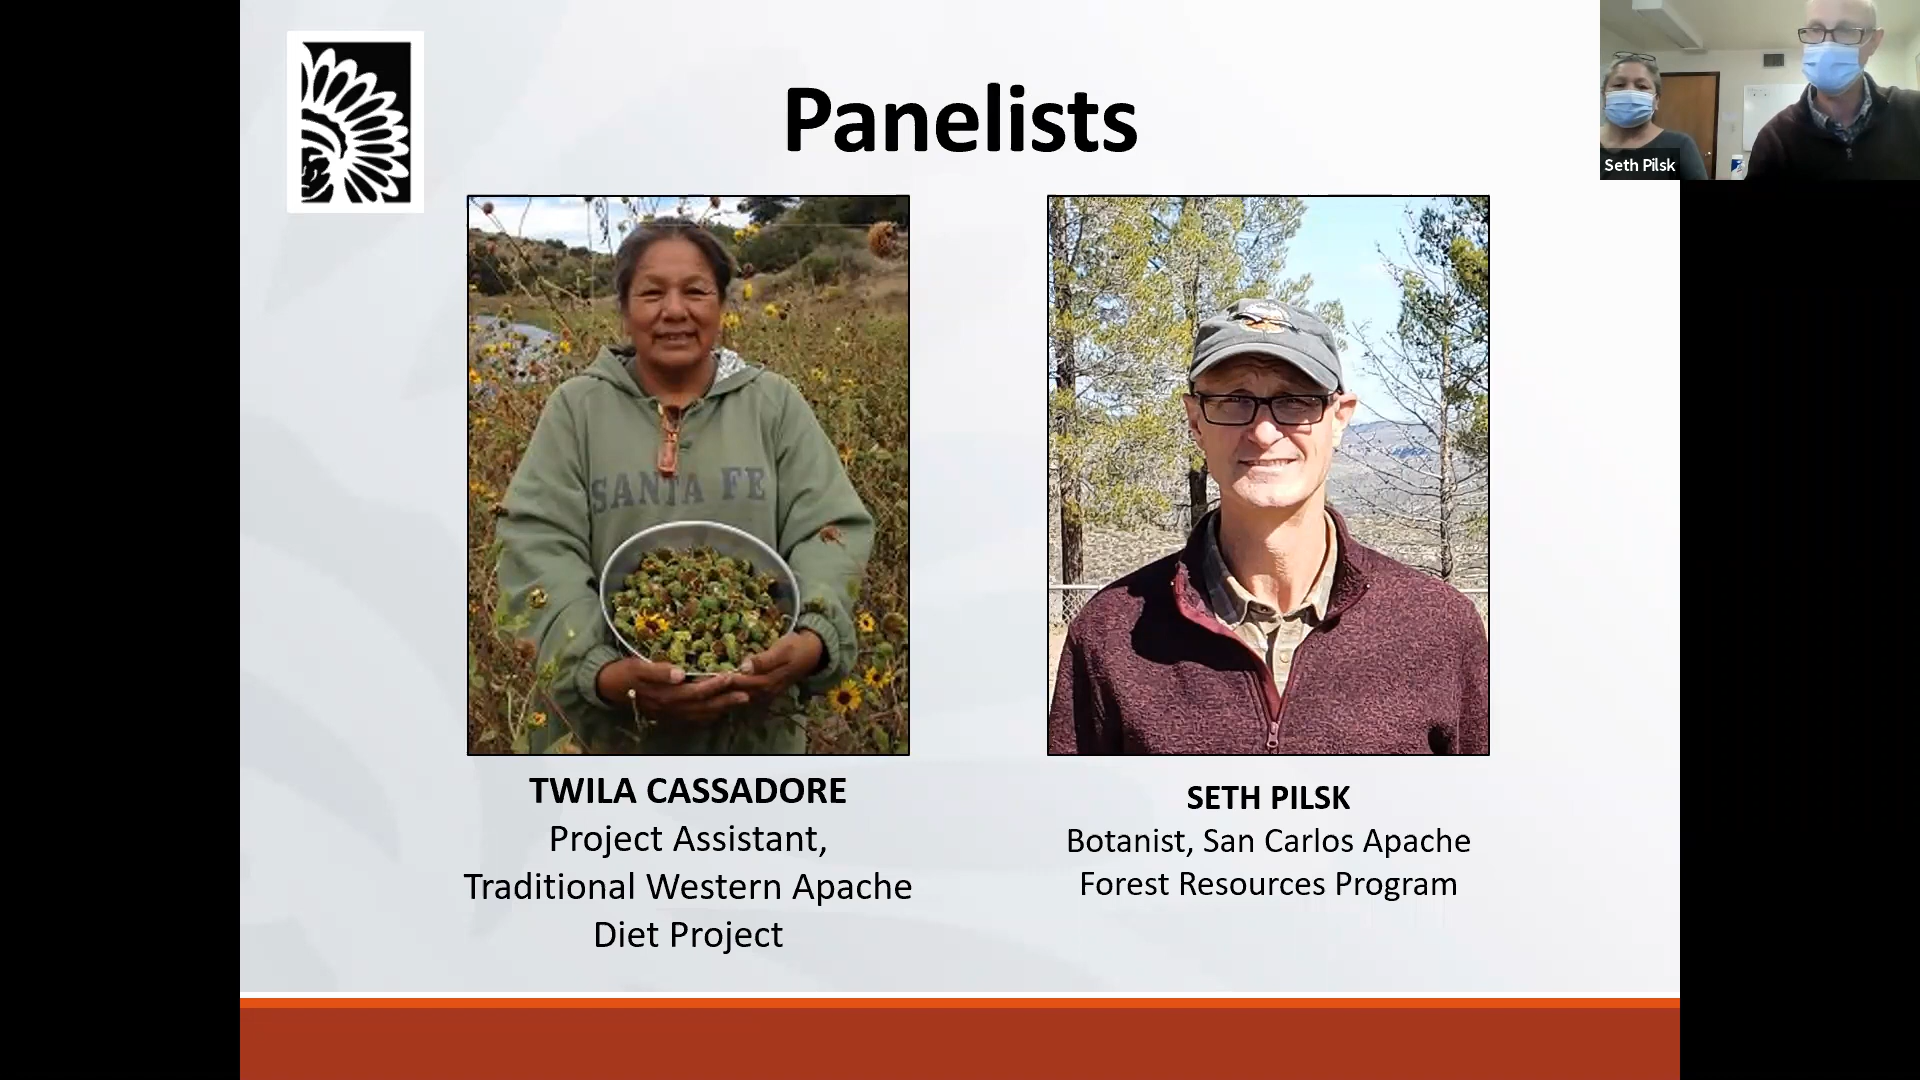 Panelists
Seth Pilsk
SANTA FE
TWILA CASSADORE
Project Assistant,
Traditional Western Apache
Diet Project
SETH PILSK
Botanist, San Carlos Apache
Forest Resources Program